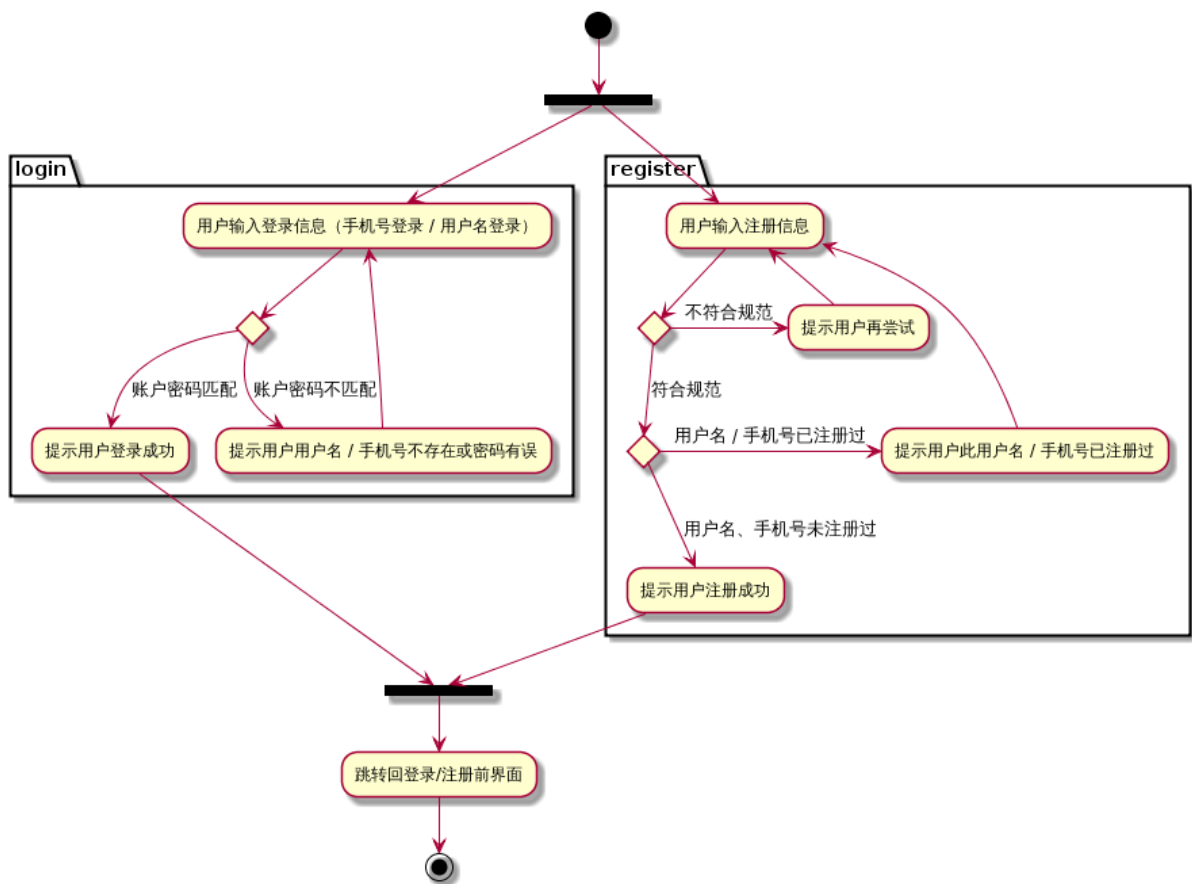 login
register
用户输入登录信息（手机号登录 / 用户名登录）
用户输入注册信息
不符合规范
提示用户再尝试
账户密码匹配
账户密码不匹配
符合规范
提示用户登录成功
提示用户用户名 / 手机号不存在或密码有误
用户名 / 手机号已注册过
提示用户此用户名 / 手机号已注册过
用户名、手机号未注册过
提示用户注册成功
跳转回登录/注册前界面